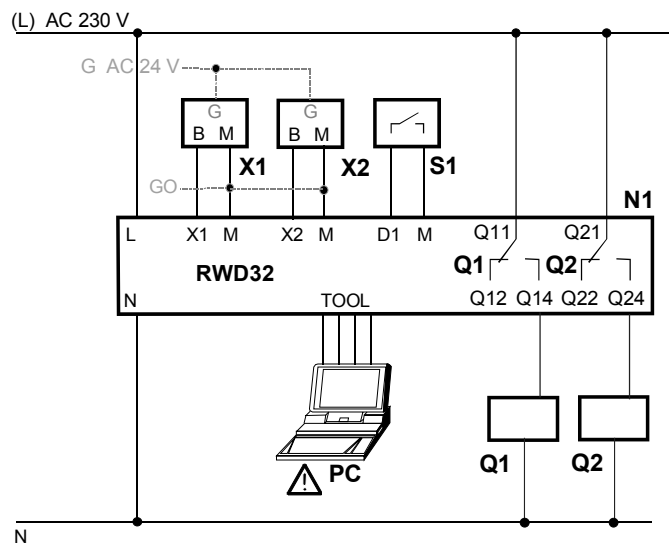 (L) AC 230 V
G AC 24 V
G
G
B M
B M
X1
X2
S1
GO
N1
L X1 M X2 M D1 M Q11 Q21
RWD32
Q1
Q2
N TOOL Q12 Q14 Q22 Q24
PC
Q1
Q2
N